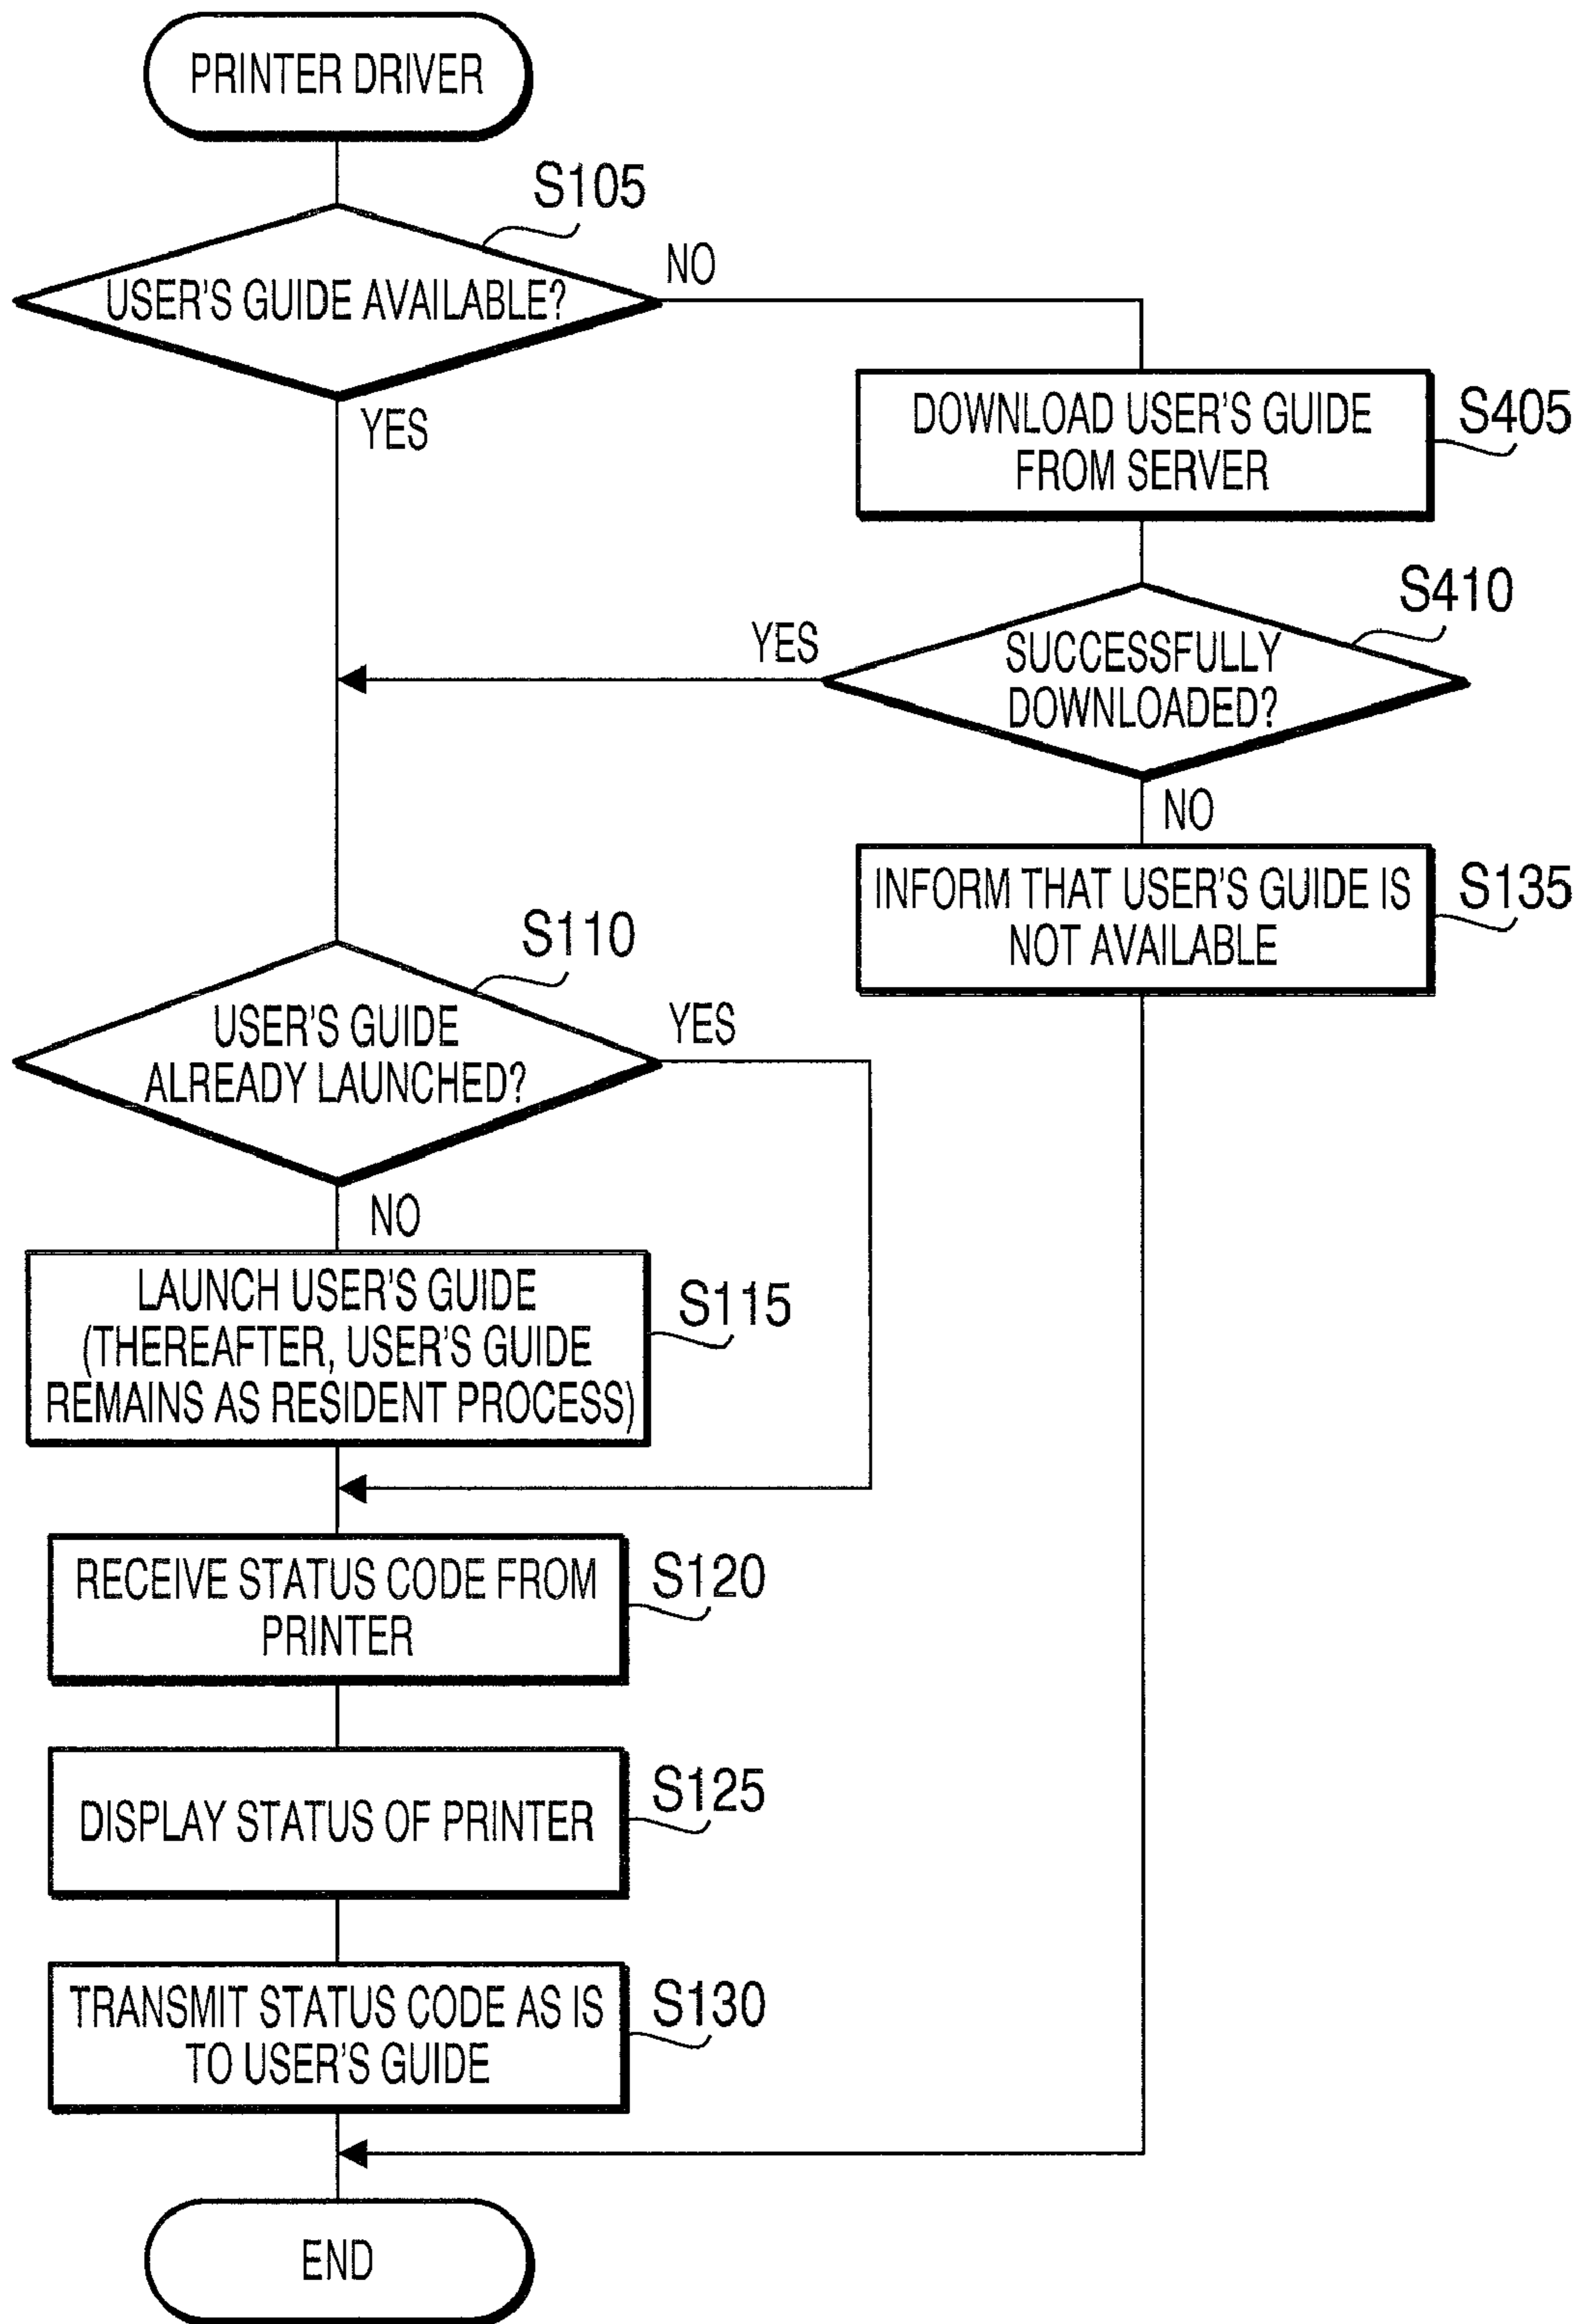 PRINTER DRIVER
S105
USER'S GUIDE AVAILABLE?
NO
YES
DOWNLOAD USER'S GUIDE
FROM SERVER
S405
S410
SUCCESSFULLY
DOWNLOADED?
YES
NO
INFORM THAT USER'S GUIDE IS
NOT AVAILABLE
S135
S110
USER'S GUIDE
ALREADY LAUNCHED?
YES
NO
LAUNCH USER'S GUIDE
(THEREAFTER, USER'S GUIDE
REMAINS AS RESIDENT PROCESS)
S115
RECEIVE STATUS CODE FROM
PRINTER
S120
DISPLAY STATUS OF PRINTER
S125
TRANSMIT STATUS CODE AS IS
TO USER'S GUIDE
S130
END